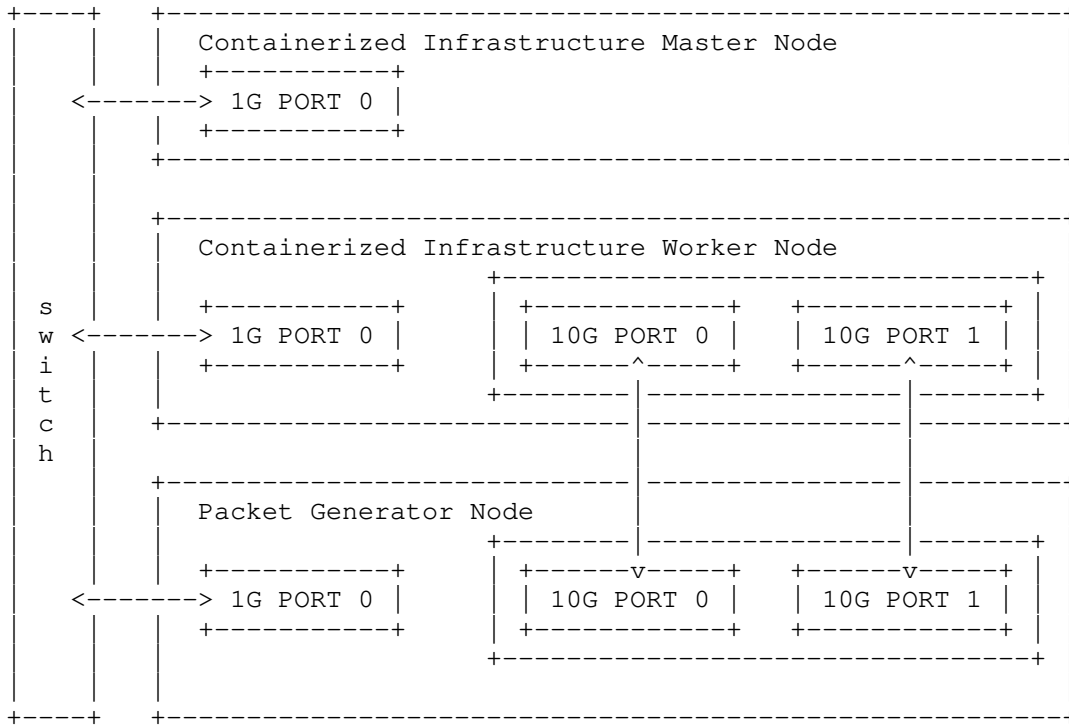 Containerized Infrastructure Master Node
1G PORT 0
Containerized Infrastructure Worker Node
1G PORT 0 10G PORT 0 10G PORT 1
switch
Packet Generator Node
1G PORT 0 10G PORT 0 10G PORT 1